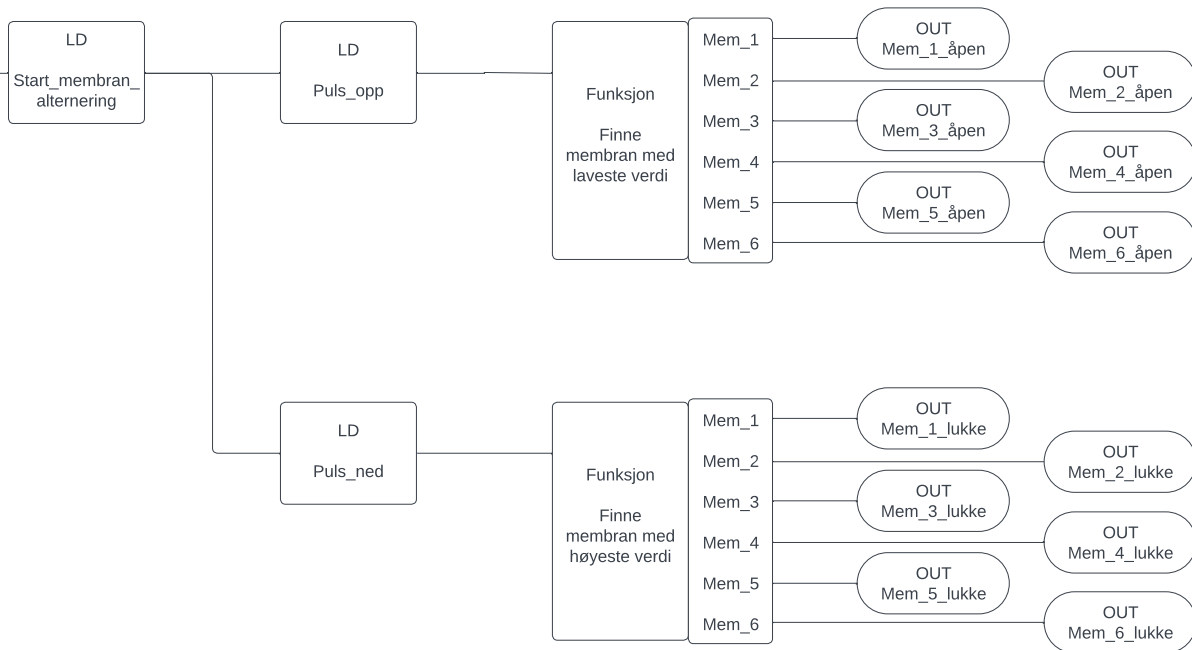 LD
Start_membran_
alternering
LD
Puls_opp
Funksjon
Finne
membran med
laveste verdi
Mem_1
Mem_2
Mem_3
Mem_4
Mem_5
Mem_6
OUT
Mem_1_åpen
OUT
Mem_2_åpen
OUT
Mem_3_åpen
OUT
Mem_4_åpen
OUT
Mem_5_åpen
OUT
Mem_6_åpen
LD
Puls_ned
Funksjon
Finne
membran med
høyeste verdi
Mem_1
Mem_2
Mem_3
Mem_4
Mem_5
Mem_6
OUT
Mem_1_lukke
OUT
Mem_2_lukke
OUT
Mem_3_lukke
OUT
Mem_4_lukke
OUT
Mem_5_lukke
OUT
Mem_6_lukke